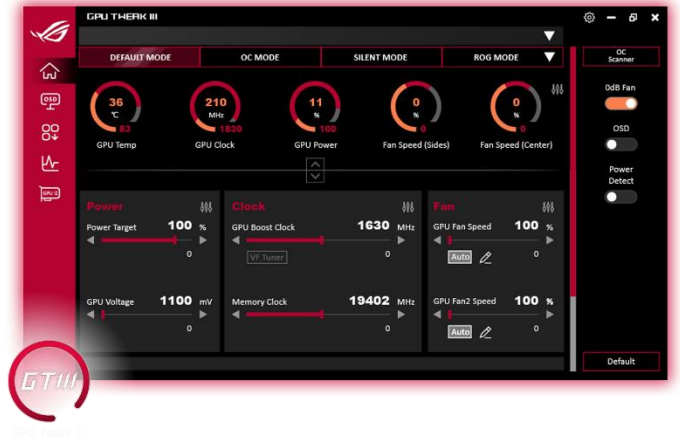 GPU TWEAK III
DEFAULT MODE OC MODE SILENT MODE ROG MODE
OC
Scanner
0dB Fan
OSD
Power
Detect
OSD
GPU-Z
36 210 11 0 0
℃ MHz % % %
83 1830 100 0 0
GPU Temp GPU Clock GPU Power Fan Speed (Sides) Fan Speed (Center)
Power Clock Fan
Power Target 100 % GPU Boost Clock 1630 MHz GPU Fan Speed 100 %
0 VF Tuner 0 Auto 0
GPU Voltage 1100 mV Memory Clock 19402 MHz GPU Fan2 Speed 100 %
0 0 Auto 0
Default
GTIII